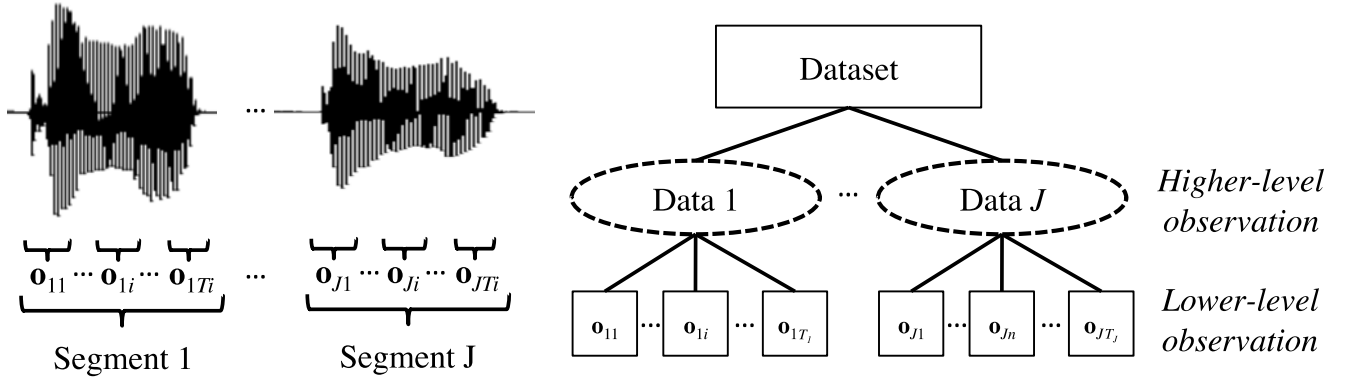 ...
o11 ... o1i ... o1Ti ... oJ1 ... oJi ... oJTi
Segment 1
Segment J
Dataset
Data 1 ... Data J
Higher-level
observation
o11 ... o1i ... o1TI
oJ1 ... oJn ... oJTJ
Lower-level
observation